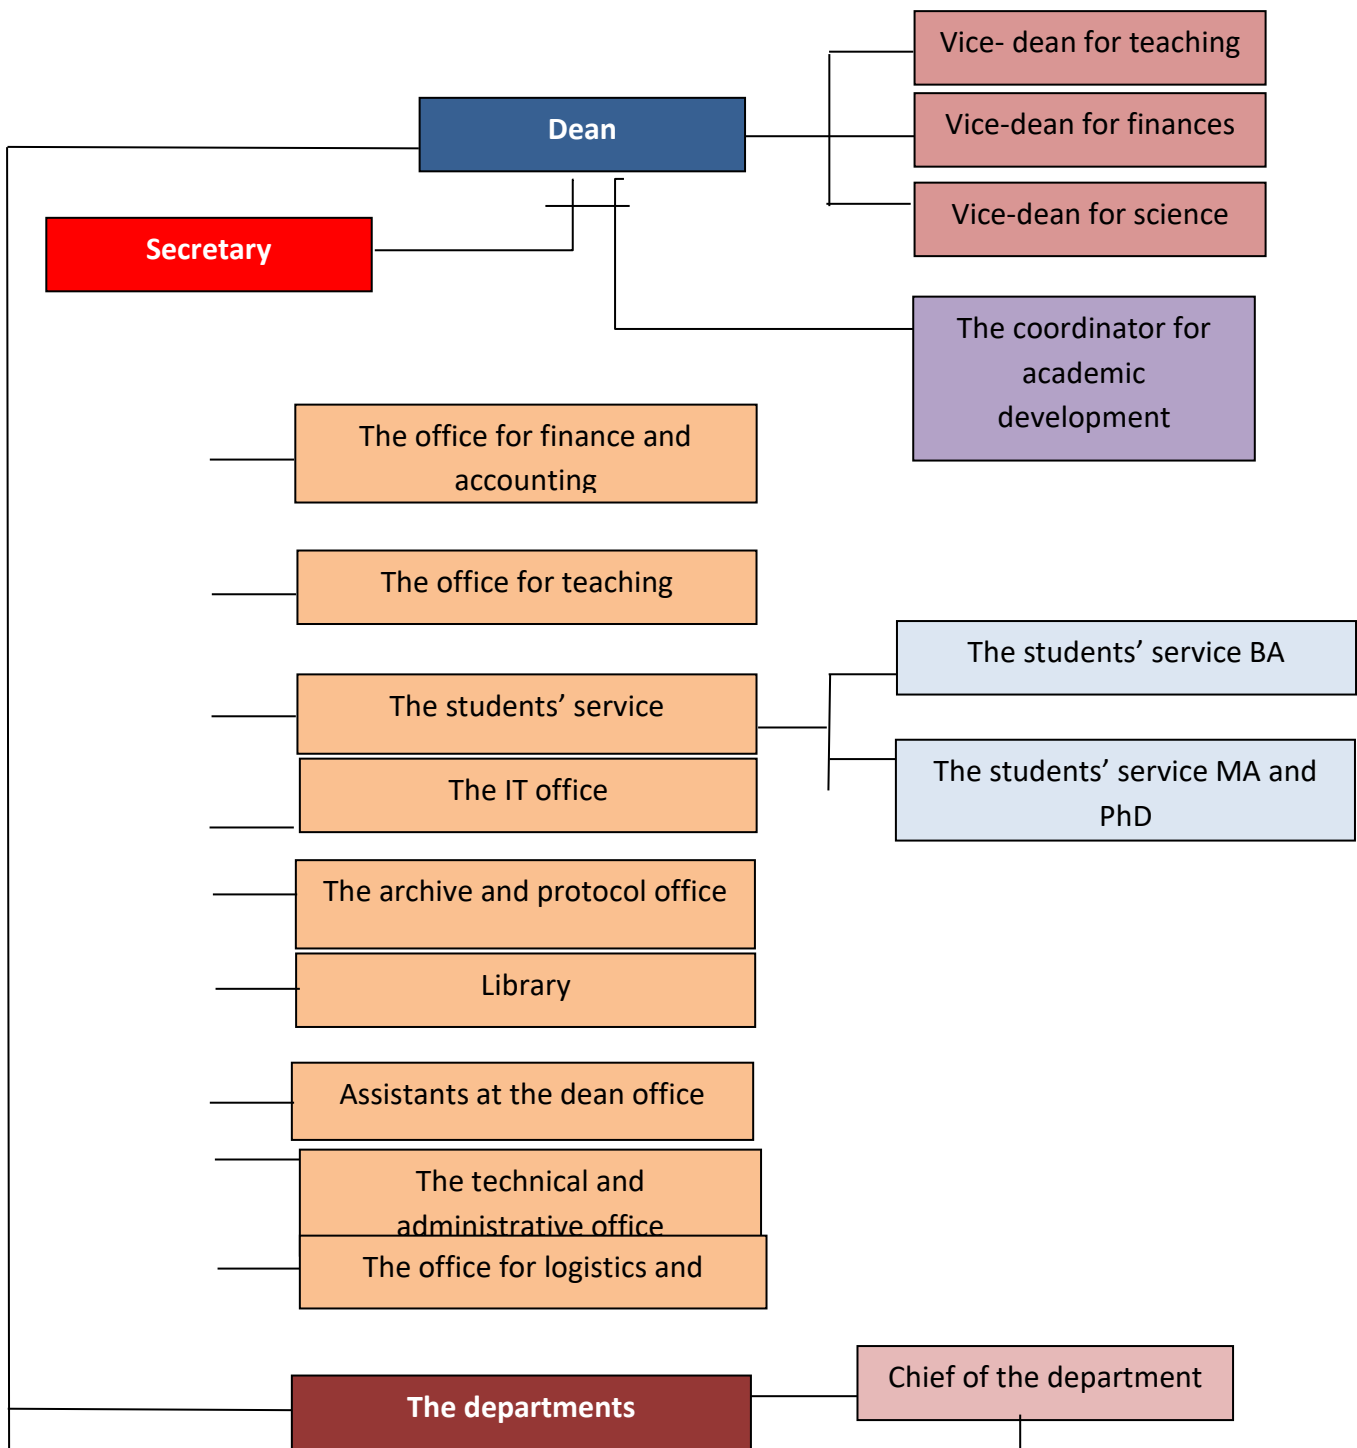 Vice- dean for teaching
Dean
Vice-dean for finances
Vice-dean for science
Secretary
The coordinator for
academic
development
The office for finance and
accounting
The office for teaching
The students’ service BA
The students’ service
The students’ service MA and
PhD
The IT office
The archive and protocol office
Library
Assistants at the dean office
The technical and
administrative office
The office for logistics and
Chief of the department
The departments